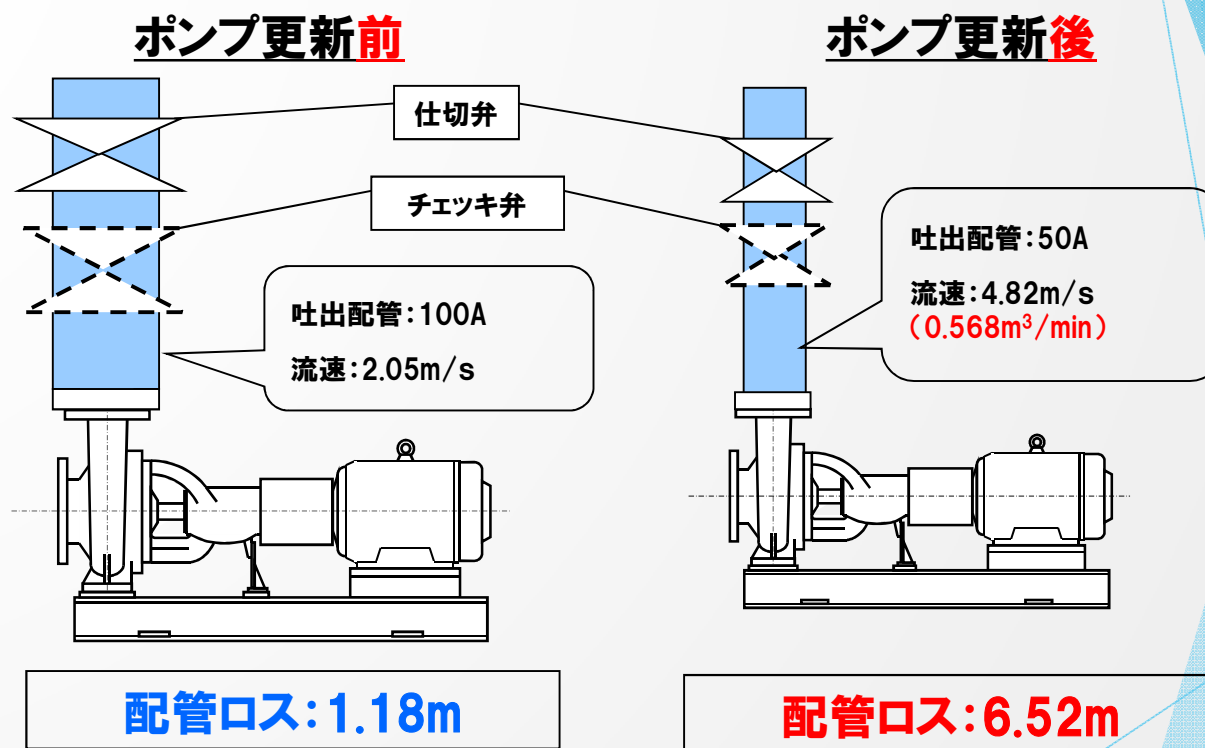 ポンプ更新前
ポンプ更新後
仕切弁
チェッキ弁
吐出配管：100A
流速：2.05m/s
吐出配管：50A
流速：4.82m/s
（0.568m³/min）
配管ロス：1.18m
配管ロス：6.52m